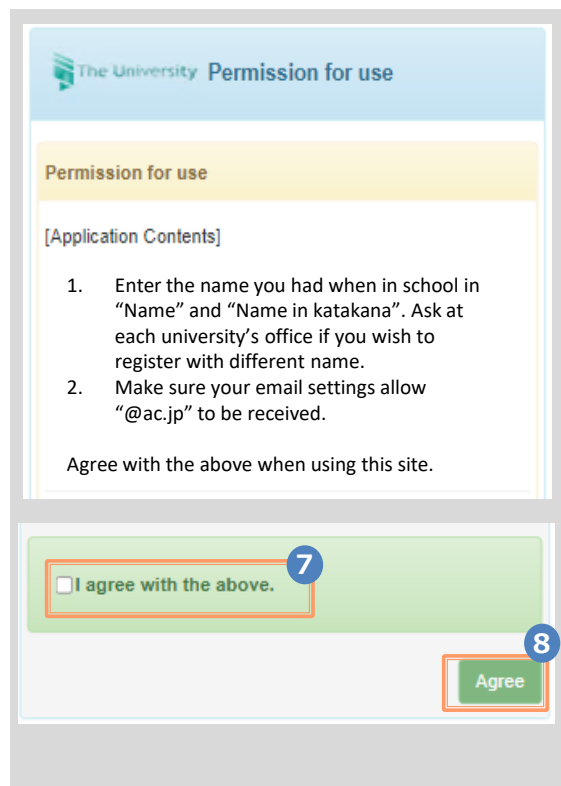 The University Permission for use
Permission for use
[Application Contents]
1. Enter the name you had when in school in
“Name” and “Name in katakana”. Ask at
each university’s office if you wish to
register with different name.
2. Make sure your email settings allow
“@ac.jp” to be received.
Agree with the above when using this site.
7
I agree with the above.
8
Agree